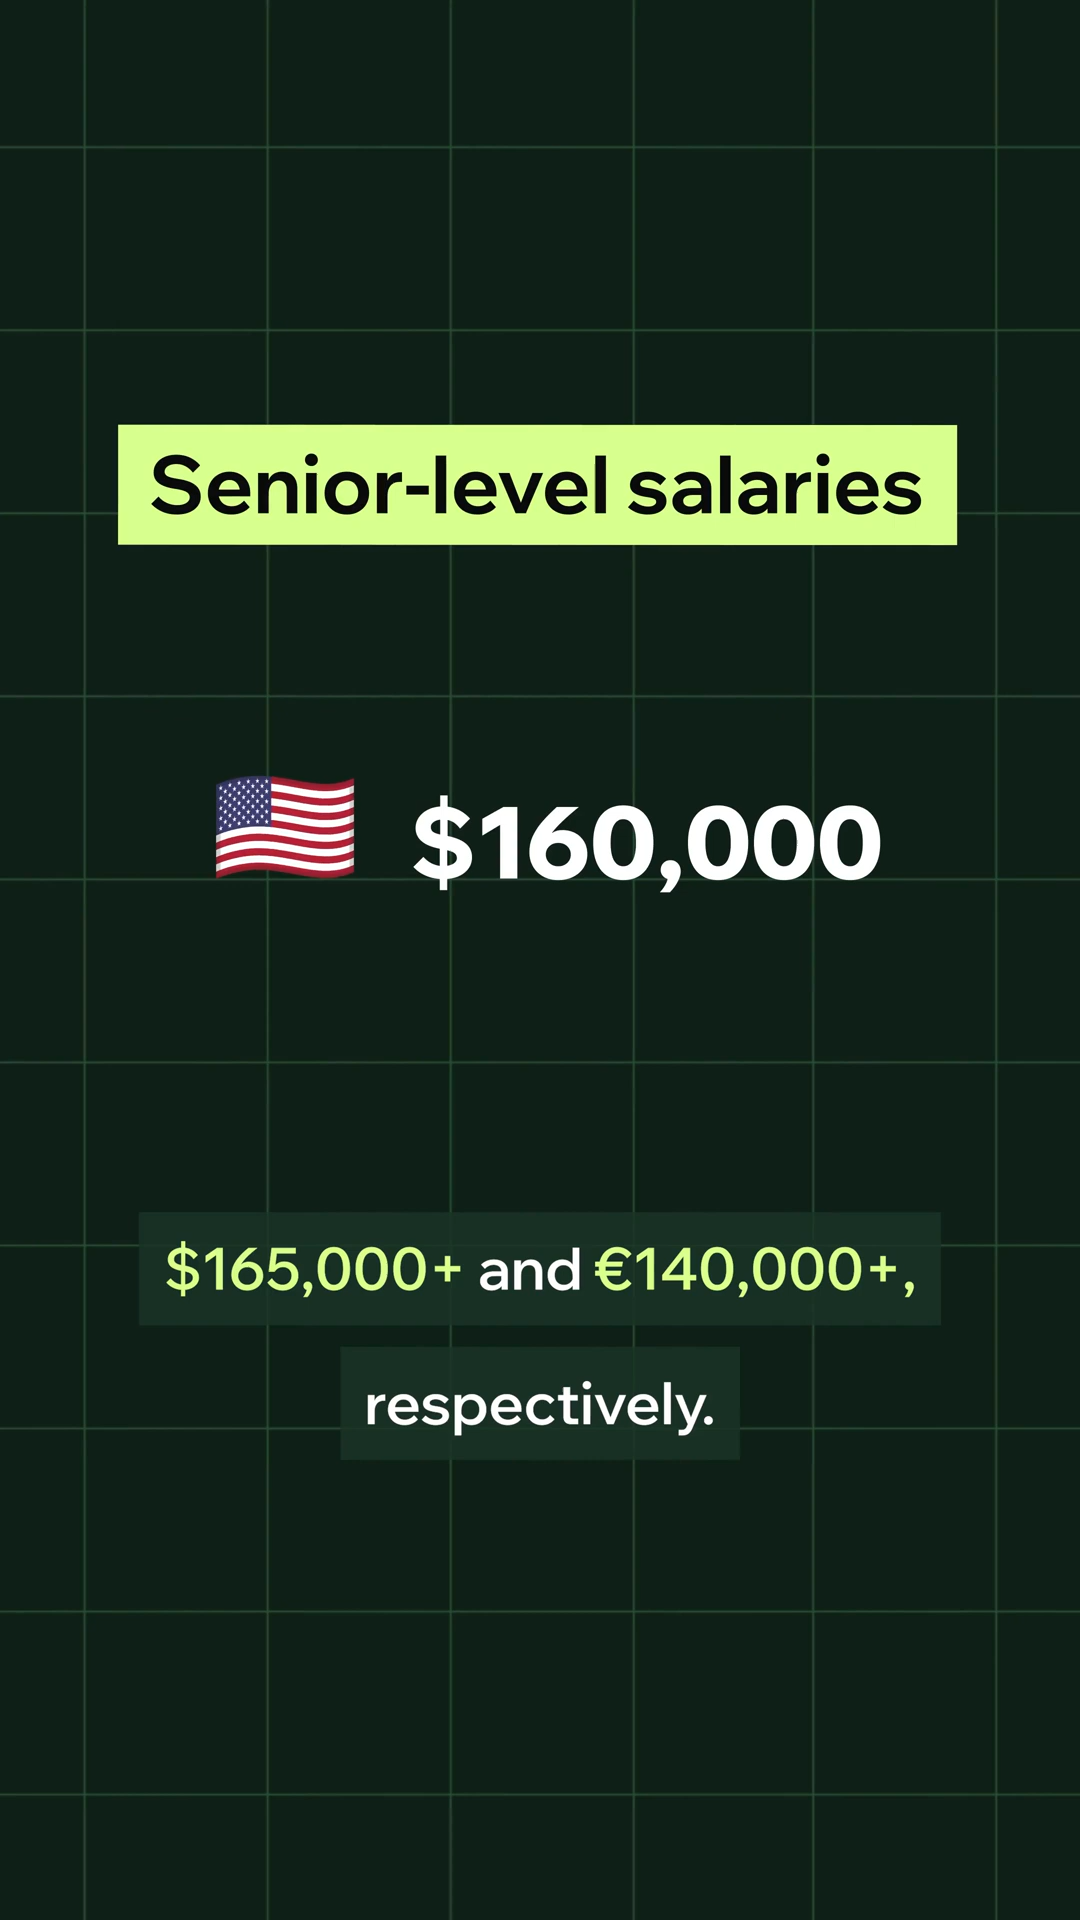 Senior-level salaries
$160,000
$165,000+ and €140,000+,
respectively.